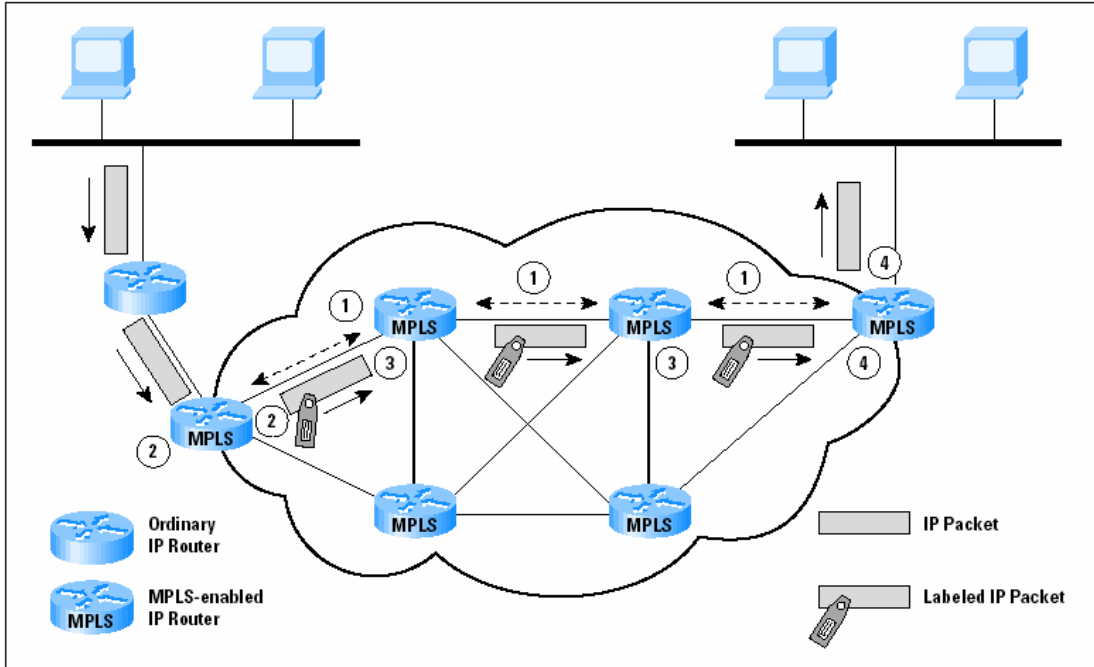 4
1
1
1
MPLS
MPLS
MPLS
3
3
4
2
MPLS
2
MPLS
MPLS
Ordinary
IP Router
IP Packet
MPLS-enabled
IP Router
MPLS
Labeled IP Packet